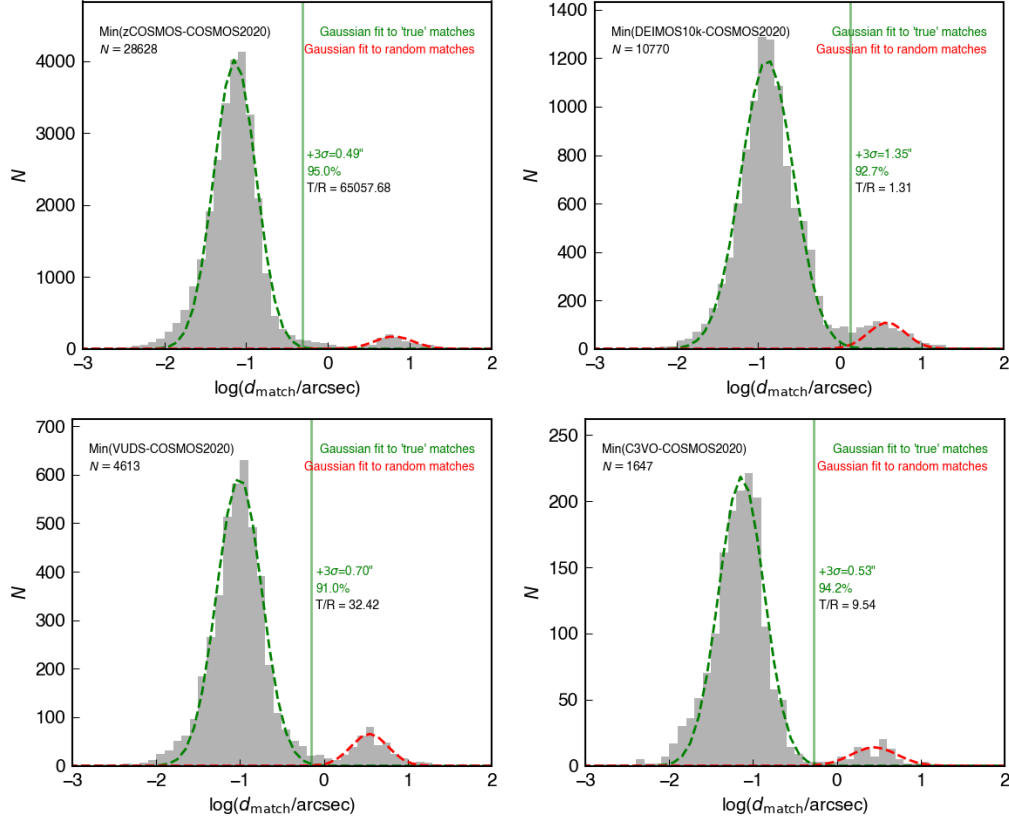 Min(zCOSMOS-COSMOS2020)
N = 28628
Gaussian fit to 'true' matches
Gaussian fit to random matches
+3σ=0.49"
95.0%
T/R = 65057.68
N
4000
3000
2000
1000
0
−3 −2 −1 0 1 2
log(d_match/arcsec)
Min(DEIMOS10k-COSMOS2020)
N = 10770
Gaussian fit to 'true' matches
Gaussian fit to random matches
+3σ=1.35"
92.7%
T/R = 1.31
N
1400
1200
1000
800
600
400
200
0
−3 −2 −1 0 1 2
log(d_match/arcsec)
Min(VUDS-COSMOS2020)
N = 4613
Gaussian fit to 'true' matches
Gaussian fit to random matches
+3σ=0.70"
91.0%
T/R = 32.42
N
700
600
500
400
300
200
100
0
−3 −2 −1 0 1 2
log(d_match/arcsec)
Min(C3VO-COSMOS2020)
N = 1647
Gaussian fit to 'true' matches
Gaussian fit to random matches
+3σ=0.53"
94.2%
T/R = 9.54
N
250
200
150
100
50
0
−3 −2 −1 0 1 2
log(d_match/arcsec)